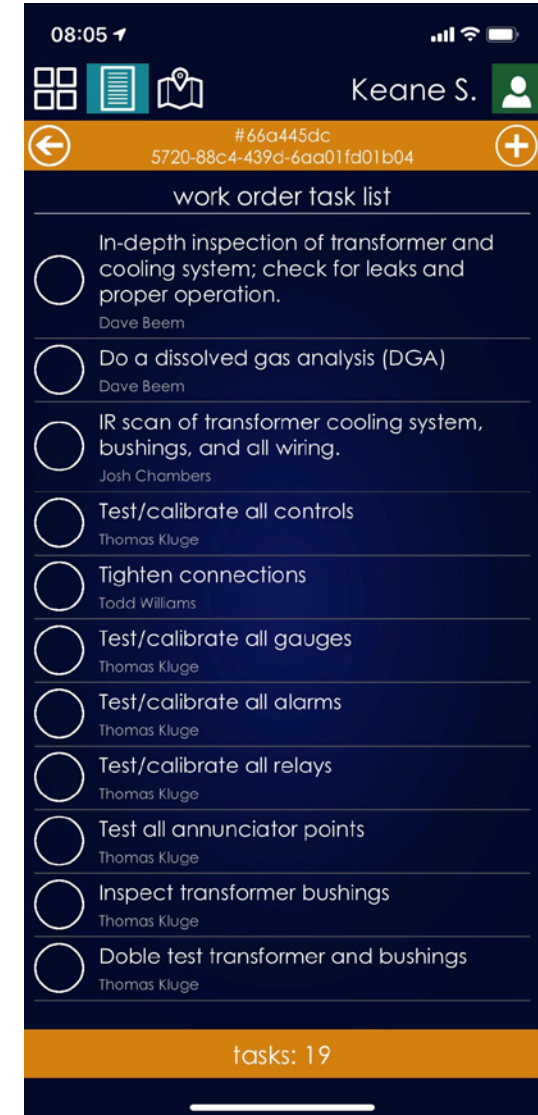 08:05
Keane S.
#66a445dc
5720-88c4-439d-6aa01fd01b04
work order task list
In-depth inspection of transformer and
cooling system; check for leaks and
proper operation.
Dave Beem
Do a dissolved gas analysis (DGA)
Dave Beem
IR scan of transformer cooling system,
bushings, and all wiring.
Josh Chambers
Test/calibrate all controls
Thomas Kluge
Tighten connections
Todd Williams
Test/calibrate all gauges
Thomas Kluge
Test/calibrate all alarms
Thomas Kluge
Test/calibrate all relays
Thomas Kluge
Test all annunciator points
Thomas Kluge
Inspect transformer bushings
Thomas Kluge
Doble test transformer and bushings
Thomas Kluge
tasks: 19